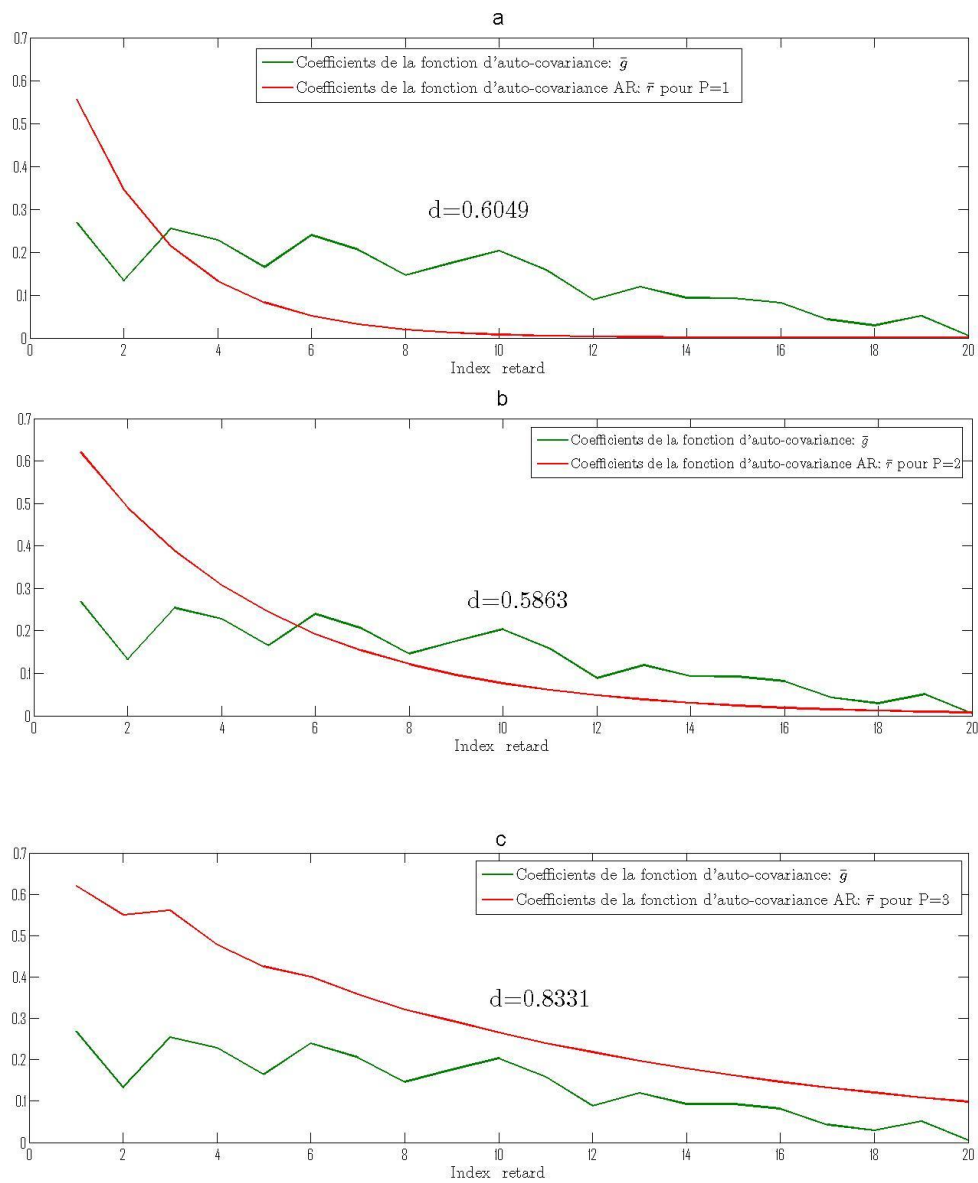 a
0.7
0.6
0.5
0.4
0.3
0.2
0.1
0
Coefficients de la fonction d'auto-covariance: ḡ
Coefficients de la fonction d'auto-covariance AR: r̄ pour P=1
d=0.6049
0 2 4 6 8 10 12 14 16 18 20
Index retard
b
0.7
0.6
0.5
0.4
0.3
0.2
0.1
0
Coefficients de la fonction d'auto-covariance: ḡ
Coefficients de la fonction d'auto-covariance AR: r̄ pour P=2
d=0.5863
0 2 4 6 8 10 12 14 16 18 20
Index retard
c
0.7
0.6
0.5
0.4
0.3
0.2
0.1
0
Coefficients de la fonction d'auto-covariance: ḡ
Coefficients de la fonction d'auto-covariance AR: r̄ pour P=3
d=0.8331
0 2 4 6 8 10 12 14 16 18 20
Index retard